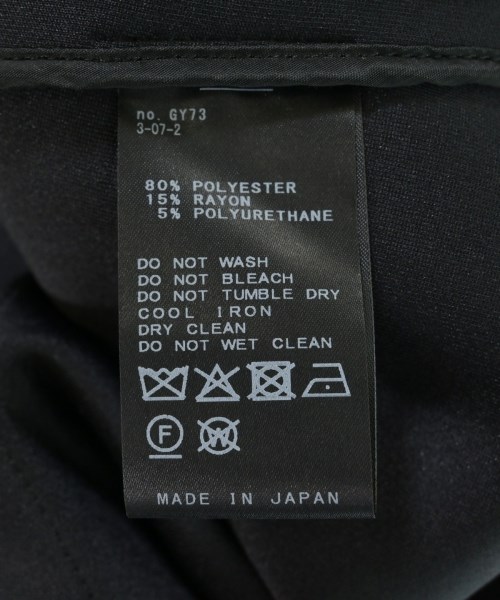 no. GY73
3-07-2
80% POLYESTER
15% RAYON
5% POLYURETHANE
DO NOT WASH
DO NOT BLEACH
DO NOT TUMBLE DRY
COOL IRON
DRY CLEAN
DO NOT WET CLEAN
F W
MADE IN JAPAN